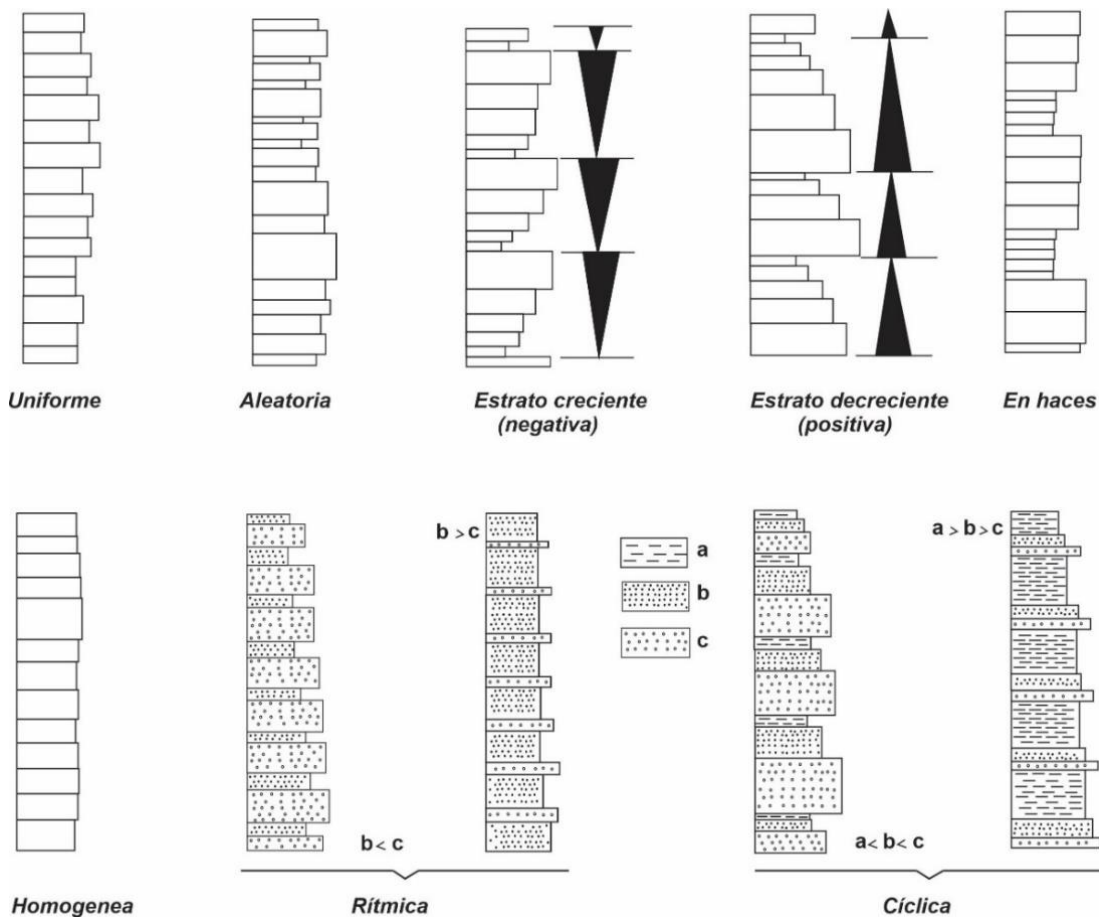 Uniforme
Aleatoria
Estrato creciente
(negativa)
Estrato decreciente
(positiva)
En haces
b > c
a
b
c
a > b > c
b < c
a < b < c
Homogenea
Rítmica
Cíclica